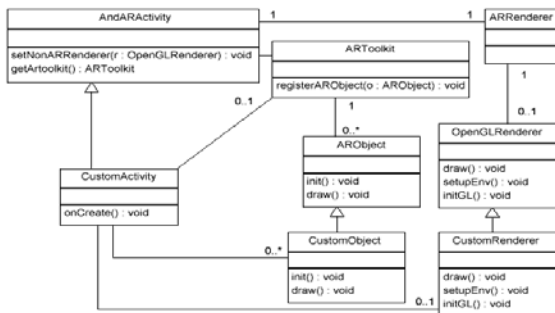 AndARActivity
1
1
ARRenderer
setNonARRenderer(r : OpenGLRenderer) : void
getArtoolkit() : ARToolkit
ARToolkit
registerARObject(o : ARObject) : void
1
0..1
1
0..1
0..*
OpenGLRenderer
draw() : void
setupEnv() : void
initGL() : void
ARObject
init() : void
draw() : void
CustomActivity
onCreate() : void
0..*
CustomObject
init() : void
draw() : void
CustomRenderer
draw() : void
setupEnv() : void
initGL() : void
0..1